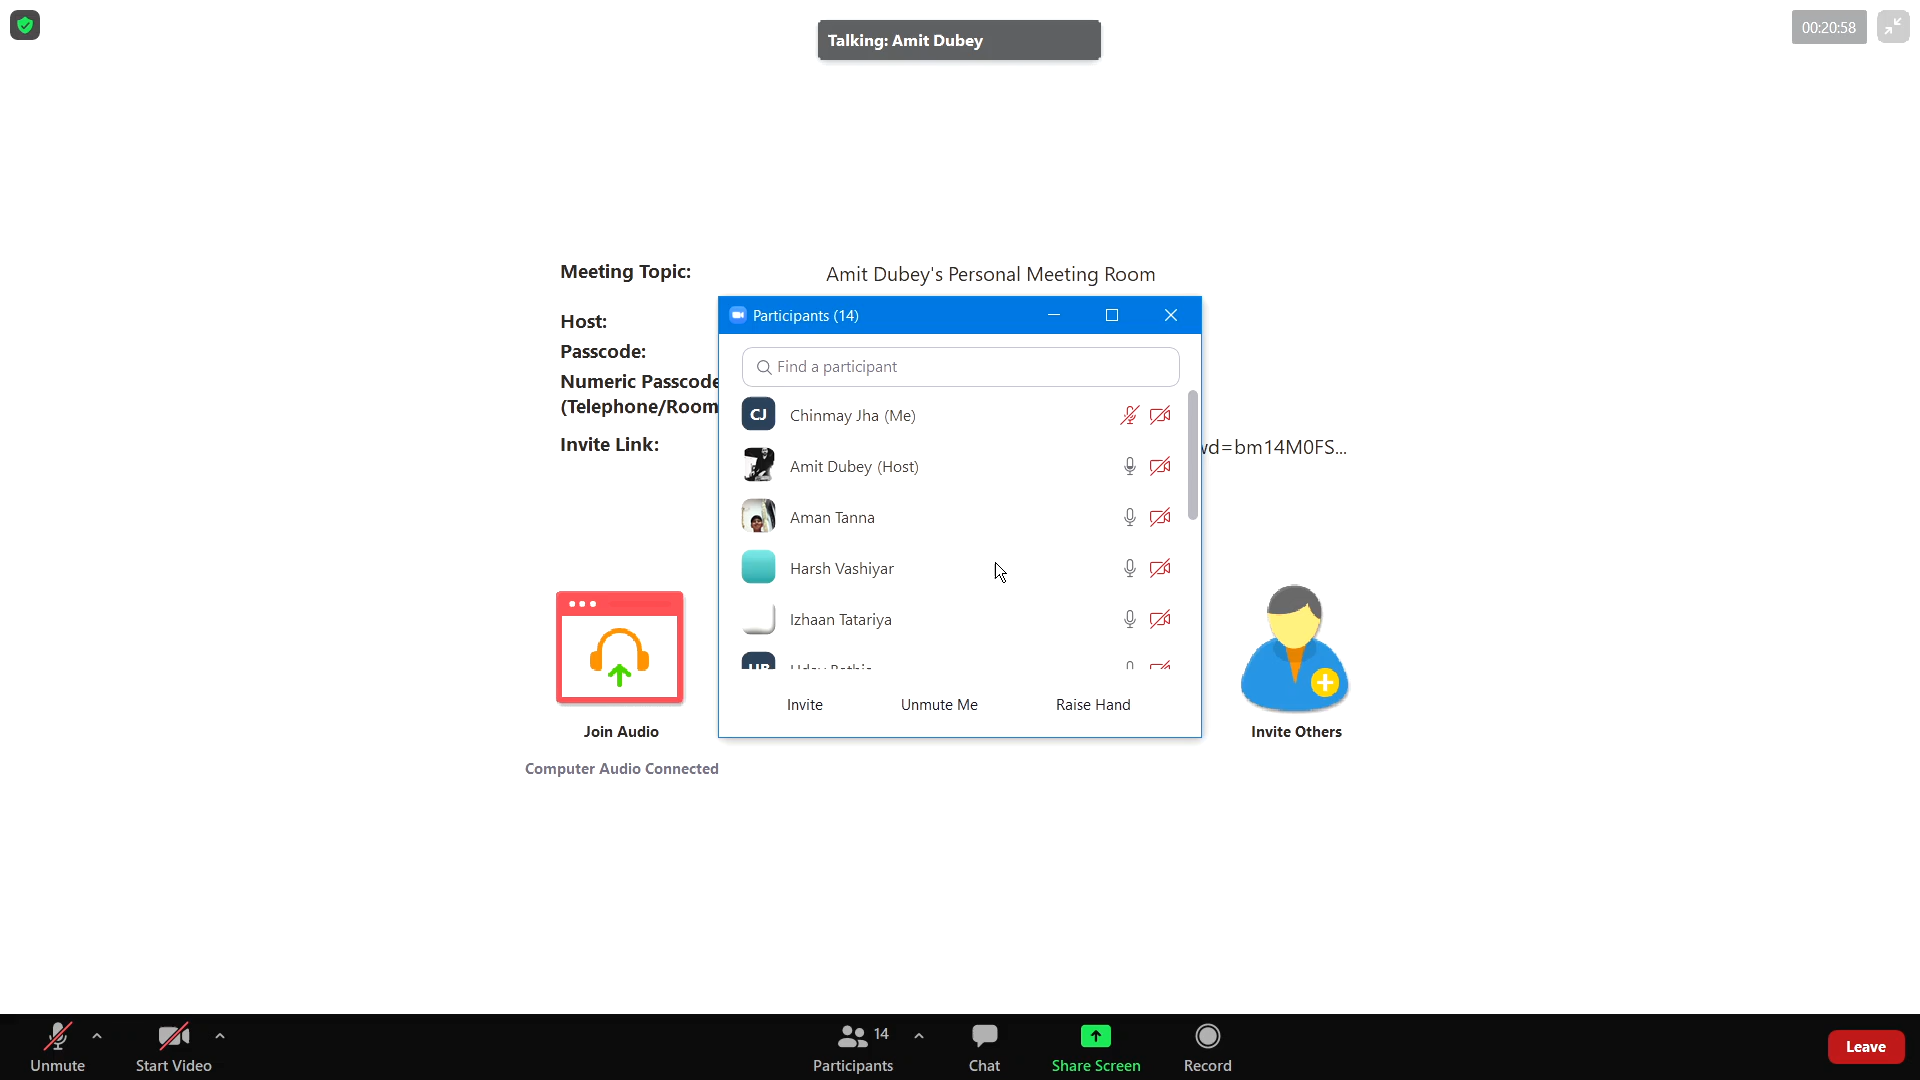 Talking: Amit Dubey
00:20:58
Meeting Topic:
Amit Dubey's Personal Meeting Room
Host:
Passcode:
Numeric Passcode
(Telephone/Room
Invite Link:
wd=bm14M0FS...
Participants (14)
Find a participant
CJ
Chinmay Jha (Me)
Amit Dubey (Host)
Aman Tanna
Harsh Vashiyar
Izhaan Tatariya
Invite
Unmute Me
Raise Hand
Join Audio
Computer Audio Connected
Invite Others
Unmute
Start Video
14
Participants
Chat
Share Screen
Record
Leave